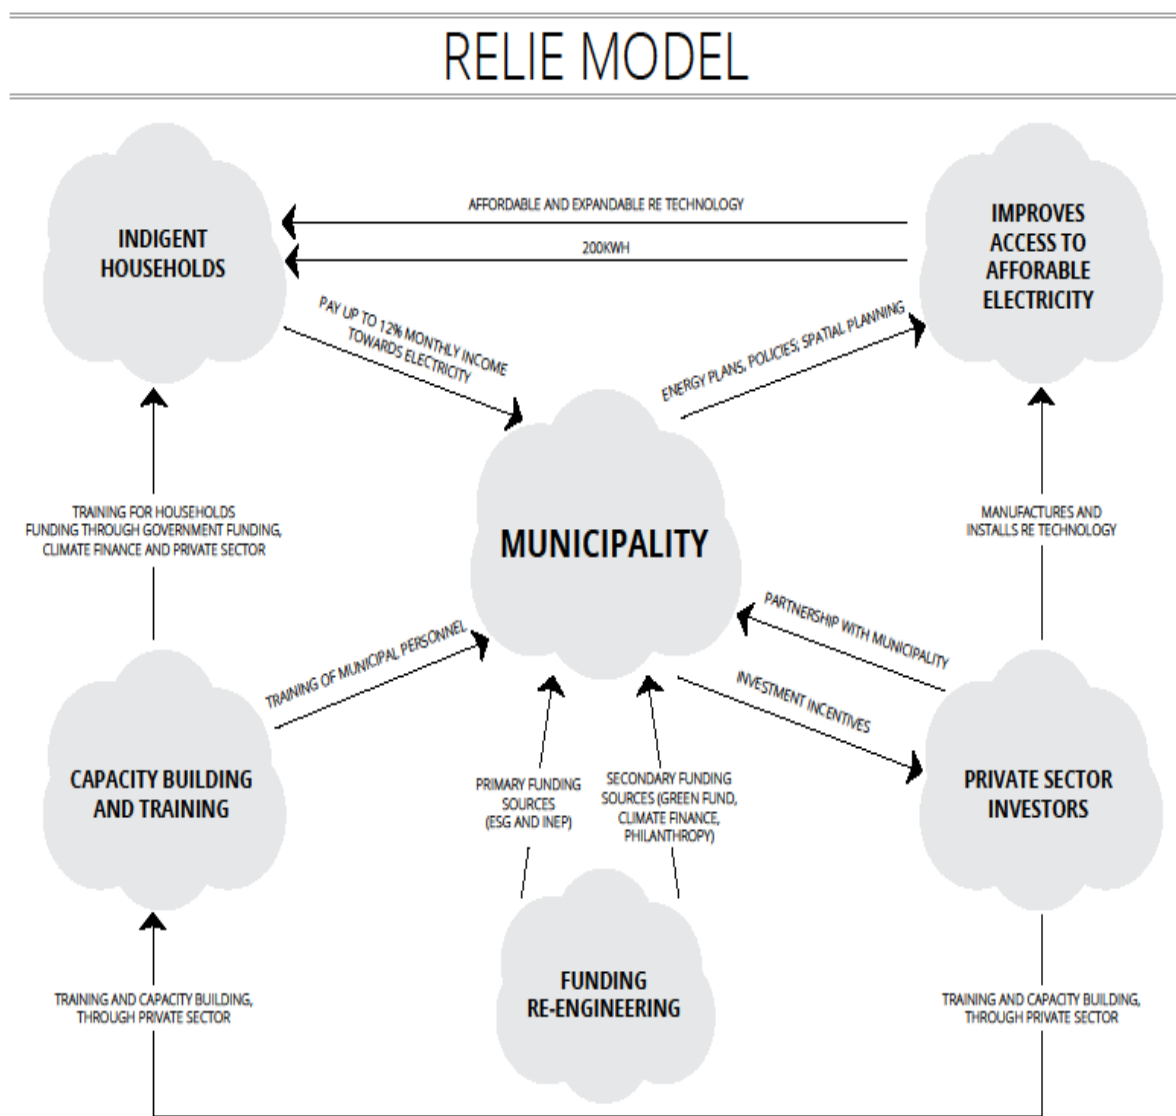 RELIE MODEL
AFFORDABLE AND EXPANDABLE RE TECHNOLOGY
200KWH
INDIGENT
HOUSEHOLDS
IMPROVES
ACCESS TO
AFFORABLE
ELECTRICITY
PAY UP TO 12% MONTHLY INCOME
TOWARDS ELECTRICITY
ENERGY PLANS, POLICIES; SPATIAL PLANNING
MUNICIPALITY
TRAINING FOR HOUSEHOLDS
FUNDING THROUGH GOVERNMENT FUNDING,
CLIMATE FINANCE AND PRIVATE SECTOR
MANUFACTURES AND
INSTALLS RE TECHNOLOGY
TRAINING OF MUNICIPAL PERSONNEL
PARTNERSHIP WITH MUNICIPALITY
INVESTMENT INCENTIVES
CAPACITY BUILDING
AND TRAINING
PRIMARY FUNDING
SOURCES
(ESG AND INEP)
SECONDARY FUNDING
SOURCES (GREEN FUND,
CLIMATE FINANCE,
PHILANTHROPY)
PRIVATE SECTOR
INVESTORS
FUNDING
RE-ENGINEERING
TRAINING AND CAPACITY BUILDING,
THROUGH PRIVATE SECTOR
TRAINING AND CAPACITY BUILDING,
THROUGH PRIVATE SECTOR